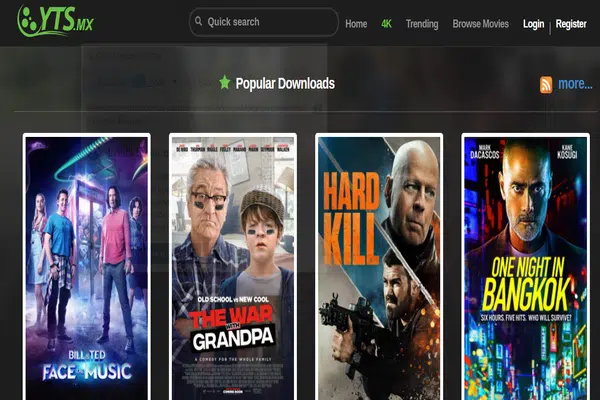 YTS.MX
Quick search
Home 4K Trending Browse Movies Login | Register
Popular Downloads
more...
BILL & TED
FACE THE MUSIC
OLD SCHOOL vs NEW COOL
THE WAR
WITH
GRANDPA
A COMEDY FOR THE WHOLE FAMILY
HARD
KILL
MARK
DACASCOS
KANE
KOSUGI
ONE NIGHT IN
BANGKOK
SIX HOURS. FIVE HITS. WHO WILL SURVIVE?